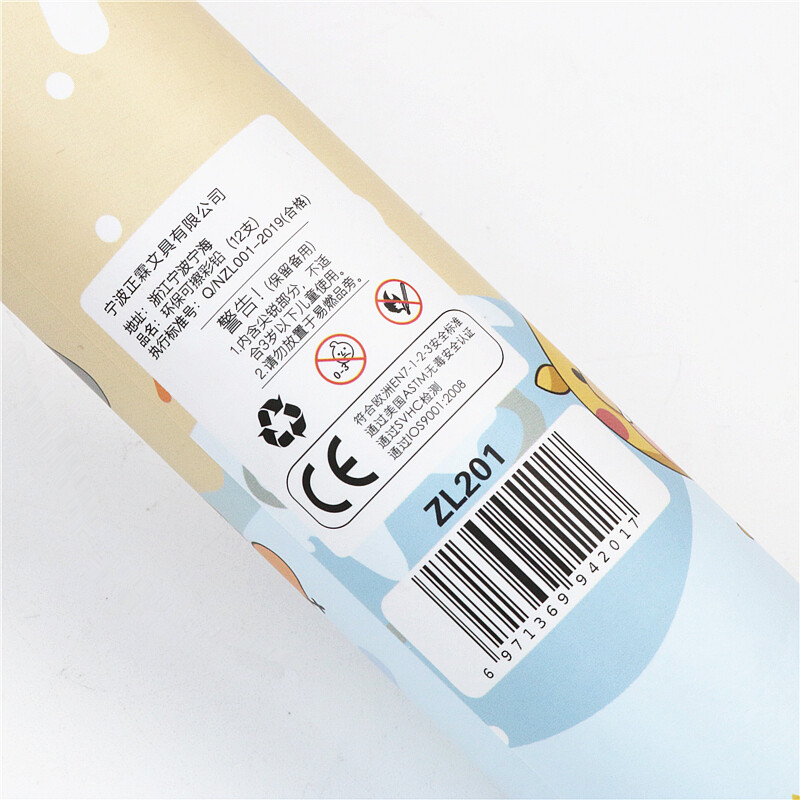 宁波正霖文具有限公司
地址：浙江宁波宁海
品名：环保可擦彩铅（12支）
执行标准号：Q/NZL001-2019(合格)
警告！(保留备用)
1.内含尖锐部分，不适
合3岁以下儿童使用。
2.请勿放置于易燃品旁。
0-3
CE
符合欧洲EN7-1-2-3安全标准
通过美国ASTM无毒安全认证
通过SVHC检测
通过IOS9001:2008
ZL201
6 971369 942017